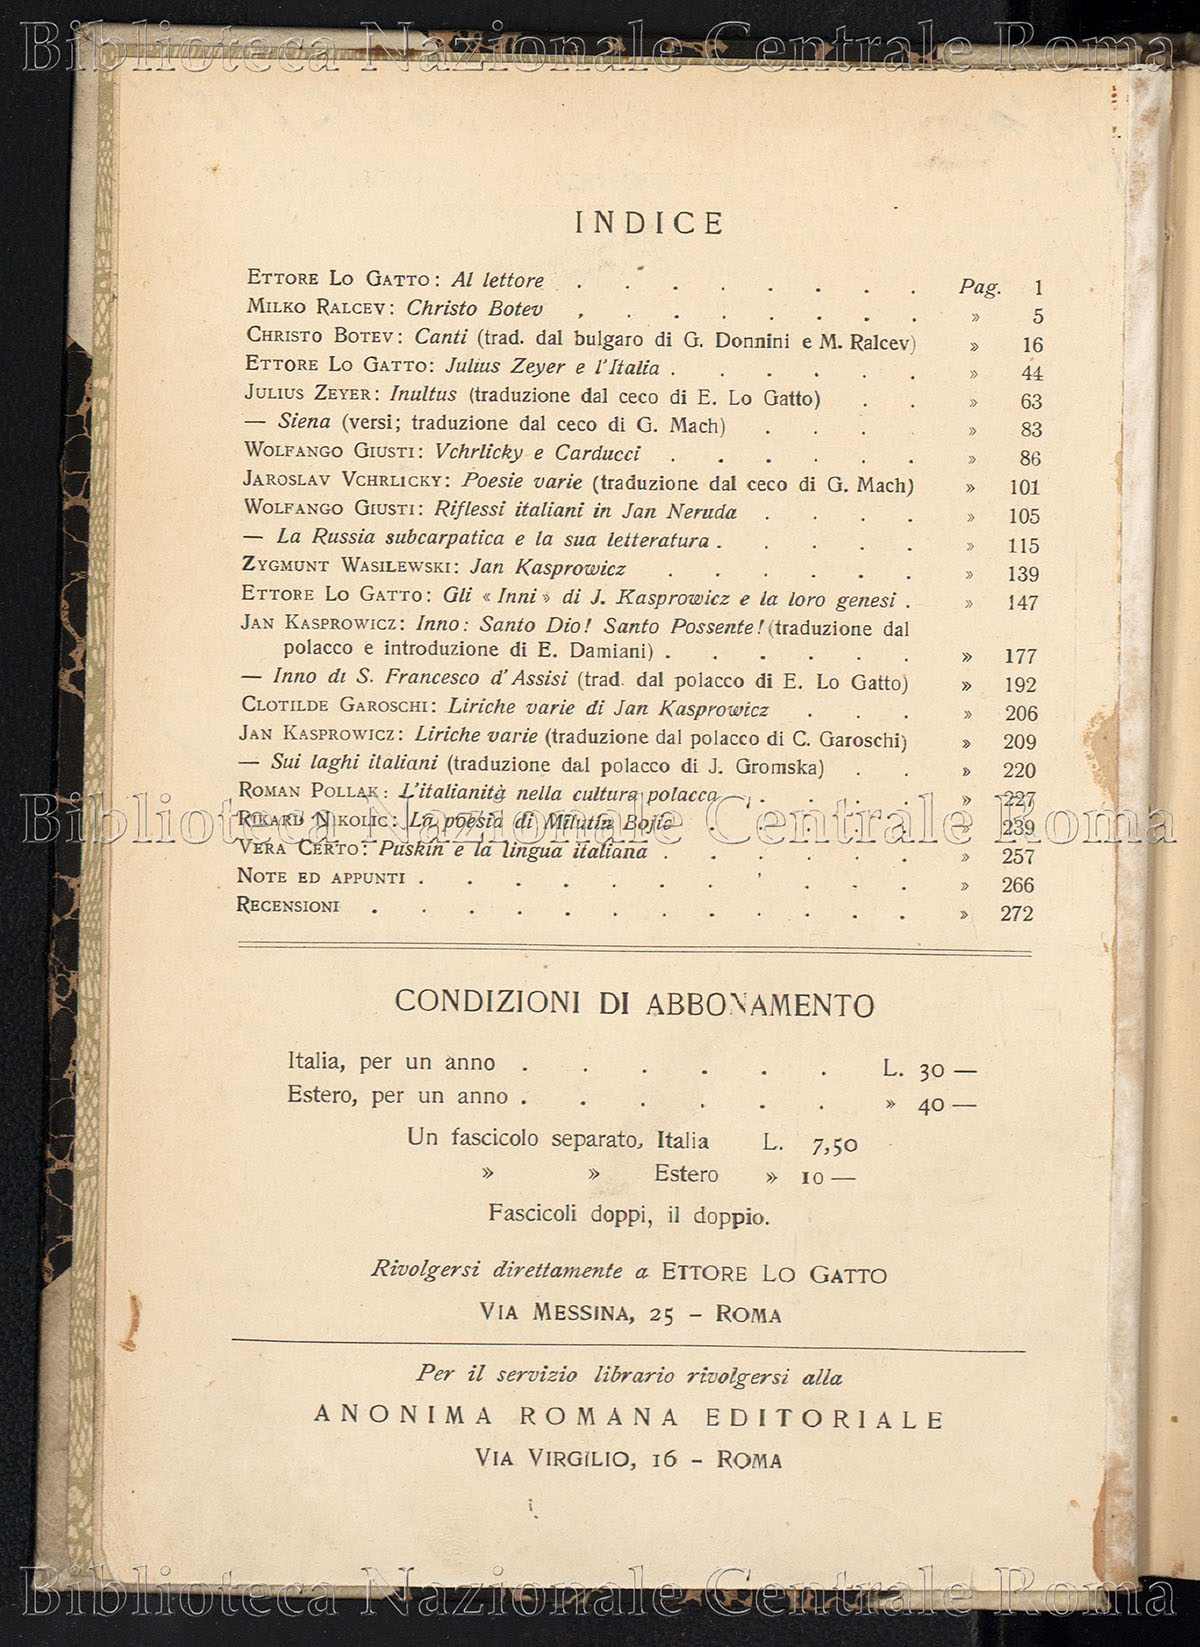 Biblioteca Nazionale Centrale Roma
INDICE
ETTORE LO GATTO: Al lettore . . . . . . . . Pag. 1
MILKO RALCEV: Christo Botev . . . . . . . . » 5
CHRISTO BOTEV: Canti (trad. dal bulgaro di G. Donnini e M. Ralcev) » 16
ETTORE LO GATTO: Julius Zeyer e l'Italia . . . . . . » 44
JULIUS ZEYER: Inultus (traduzione dal ceco di E. Lo Gatto) . . » 63
— Siena (versi; traduzione dal ceco di G. Mach) . . . . » 83
WOLFANGO GIUSTI: Vchrlicky e Carducci . . . . . . » 86
JAROSLAV VCHRLICKY: Poesie varie (traduzione dal ceco di G. Mach) » 101
WOLFANGO GIUSTI: Riflessi italiani in Jan Neruda . . . . » 105
— La Russia subcarpatica e la sua letteratura . . . . . » 115
ZYGMUNT WASILEWSKI: Jan Kasprowicz . . . . . . » 139
ETTORE LO GATTO: Gli « Inni » di J. Kasprowicz e la loro genesi . » 147
JAN KASPROWICZ: Inno: Santo Dio! Santo Possente! (traduzione dal
polacco e introduzione di E. Damiani) . . . . . . » 177
— Inno di S. Francesco d'Assisi (trad. dal polacco di E. Lo Gatto) » 192
CLOTILDE GAROSCHI: Liriche varie di Jan Kasprowicz . . . » 206
JAN KASPROWICZ: Liriche varie (traduzione dal polacco di C. Garoschi) » 209
— Sui laghi italiani (traduzione dal polacco di J. Gromska) . . » 220
ROMAN POLLAK: L'italianità nella cultura polacca . . . . . » 227
Biblioteca Nazionale Centrale Roma
RIKARD NIKOLIC: La poesia di Milutin Bojic . . . . . » 239
VERA CERTO: Puskin e la lingua italiana . . . . . . » 257
NOTE ED APPUNTI . . . . . . . . . . » 266
RECENSIONI . . . . . . . . . . . » 272
CONDIZIONI DI ABBONAMENTO
Italia, per un anno . . . . . . L. 30 —
Estero, per un anno . . . . . . » 40 —
Un fascicolo separato, Italia L. 7,50
» » Estero » 10 —
Fascicoli doppi, il doppio.
Rivolgersi direttamente a ETTORE LO GATTO
VIA MESSINA, 25 – ROMA
Per il servizio librario rivolgersi alla
ANONIMA ROMANA EDITORIALE
VIA VIRGILIO, 16 – ROMA
Biblioteca Nazionale Centrale Roma